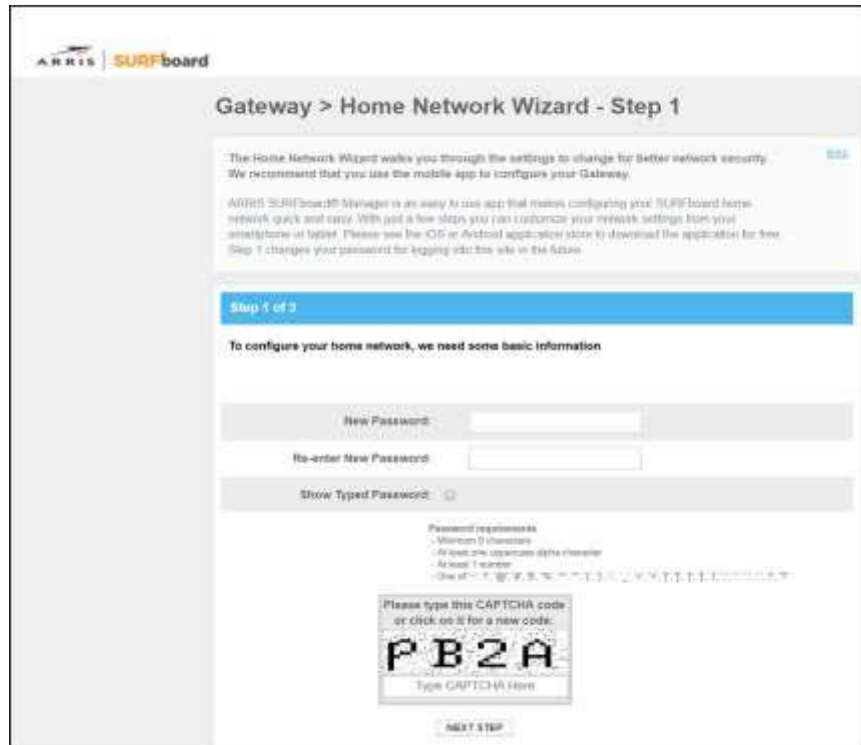 ARRIS SURFboard
Gateway > Home Network Wizard - Step 1
The Home Network Wizard walks you through the settings to change for better network security.
We recommend that you use the mobile app to configure your Gateway.
ARRIS SURFboard® Manager is an easy to use app that makes configuring your SURFboard home
network quick and easy. With just a few steps you can customize your network settings from your
smartphone or tablet. Please see the iOS or Android application store to download the application for free.
Step 1 changes your password for logging into this site in the future.
Step 1 of 3
To configure your home network, we need some basic information
New Password:
Re-enter New Password:
Show Typed Password:
Password requirements
- Minimum 8 characters
- At least one uppercase alpha character
- At least 1 number
- One of
Please type this CAPTCHA code
or click on it for a new code:
PB2A
Type CAPTCHA Here
NEXT STEP